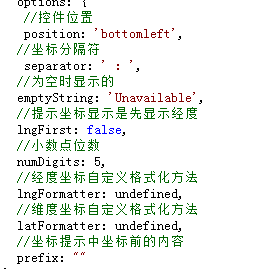 options: {
//控件位置
position: 'bottomleft',
//坐标分隔符
separator: ' : ',
//为空时显示的
emptyString: 'Unavailable',
//提示坐标显示是先显示经度
lngFirst: false,
//小数点位数
numDigits: 5,
//经度坐标自定义格式化方法
lngFormatter: undefined,
//维度坐标自定义格式化方法
latFormatter: undefined,
//坐标提示中坐标前的内容
prefix: ""